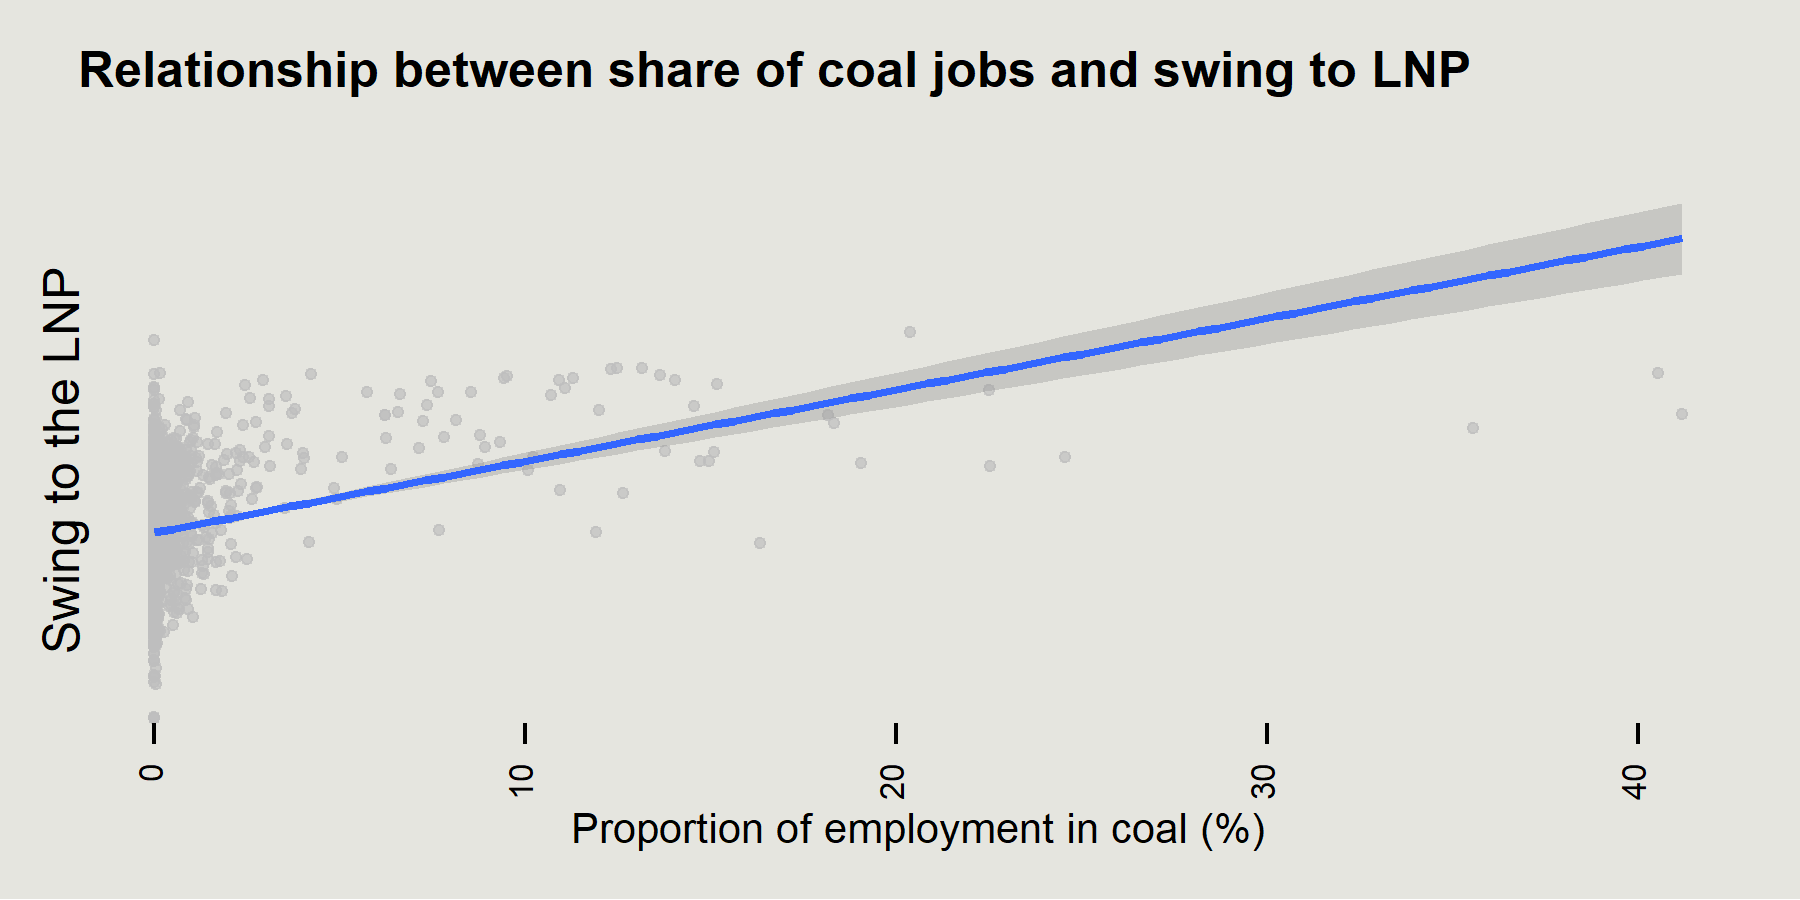 Relationship between share of coal jobs and swing to LNP
Swing to the LNP
0
10
20
30
40
Proportion of employment in coal (%)